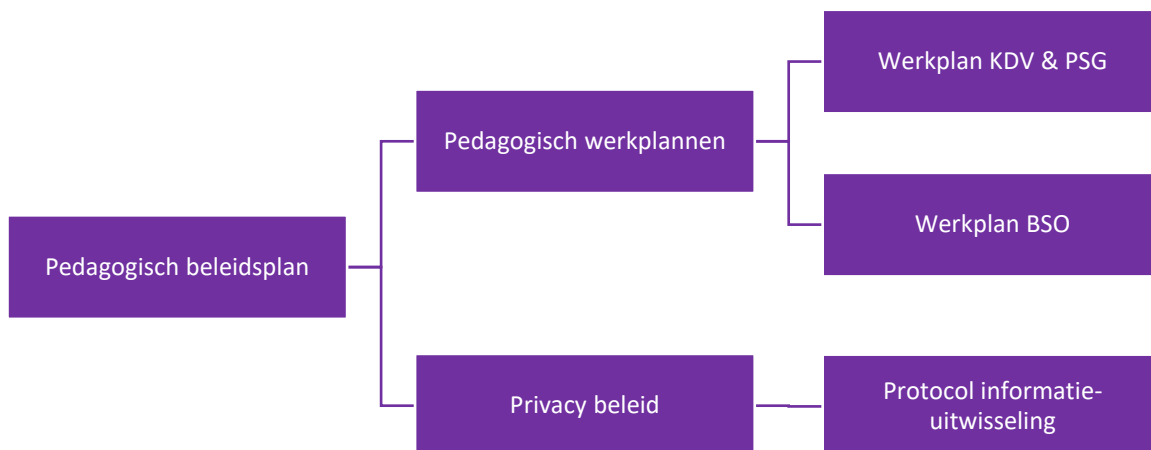 Werkplan KDV & PSG
Pedagogisch werkplannen
Werkplan BSO
Pedagogisch beleidsplan
Privacy beleid
Protocol informatie-
uitwisseling